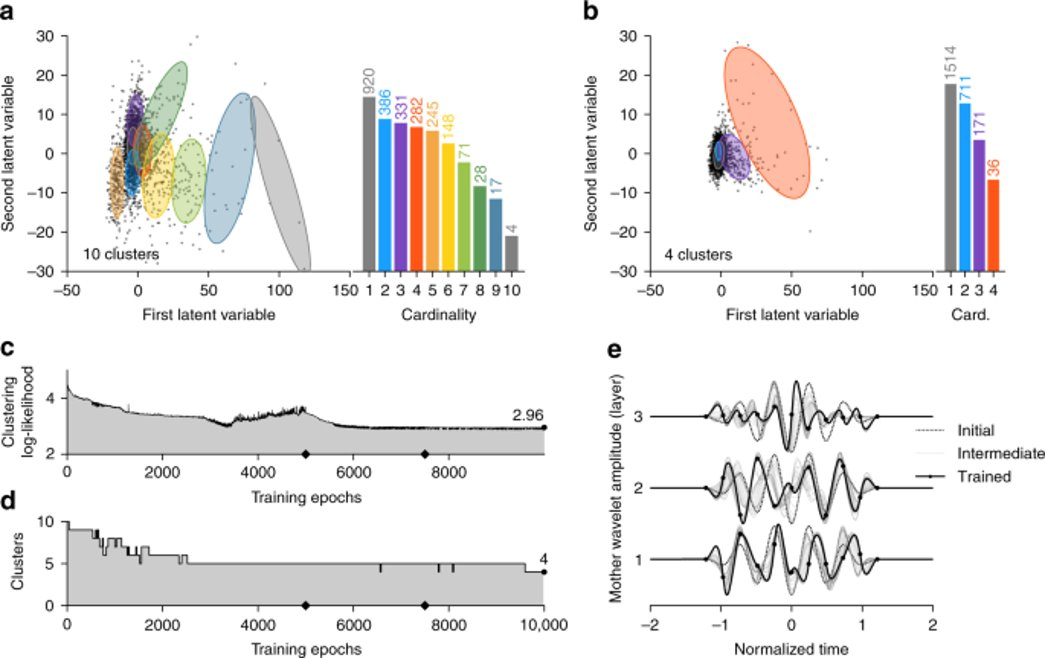 a
30
20
10
0
−10
−20
−30
Second latent variable
10 clusters
−50 0 50 100 150
First latent variable
920
386
331
282
245
148
71
28
17
4
1 2 3 4 5 6 7 8 9 10
Cardinality
b
30
20
10
0
−10
−20
−30
Second latent variable
4 clusters
−50 0 50 100 150
First latent variable
1514
711
171
36
1 2 3 4
Card.
c
Clustering
log-likelihood
4
2
2.96
0 2000 4000 6000 8000
Training epochs
d
Clusters
10
5
0
4
0 2000 4000 6000 8000 10,000
Training epochs
e
Mother wavelet amplitude (layer)
3
2
1
Initial
Intermediate
Trained
−2 −1 0 1 2
Normalized time